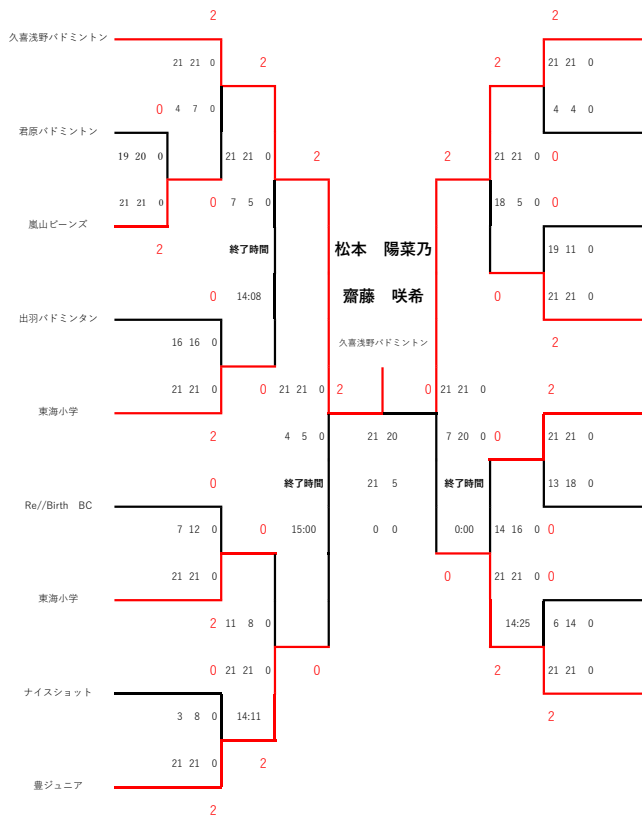 2 2
久喜浅野バドミントン
21 21 0 2 2 21 21 0
0 4 7 0 4 4 0
君原バドミントン
19 20 0 21 21 0 2 2 21 21 0 0
21 21 0 0 7 5 0 18 5 0 0
嵐山ビーンズ
2 終了時間 松本 陽菜乃 19 11 0
0 14:08 齋藤 咲希 0 21 21 0
出羽バドミンタン
16 16 0 久喜浅野バドミントン 2
21 21 0 0 21 21 0 2 0 21 21 0 2
東海小学
2 4 5 0 21 20 7 20 0 0 21 21 0
0 終了時間 21 5 終了時間 13 18 0
Re//Birth BC
7 12 0 0 15:00 0 0 0:00 14 16 0 0
21 21 0 0 21 21 0 0
東海小学
2 11 8 0 14:25 6 14 0
0 21 21 0 0 2 21 21 0
ナイスショット
3 8 0 14:11 2
21 21 0 2
豊ジュニア
2